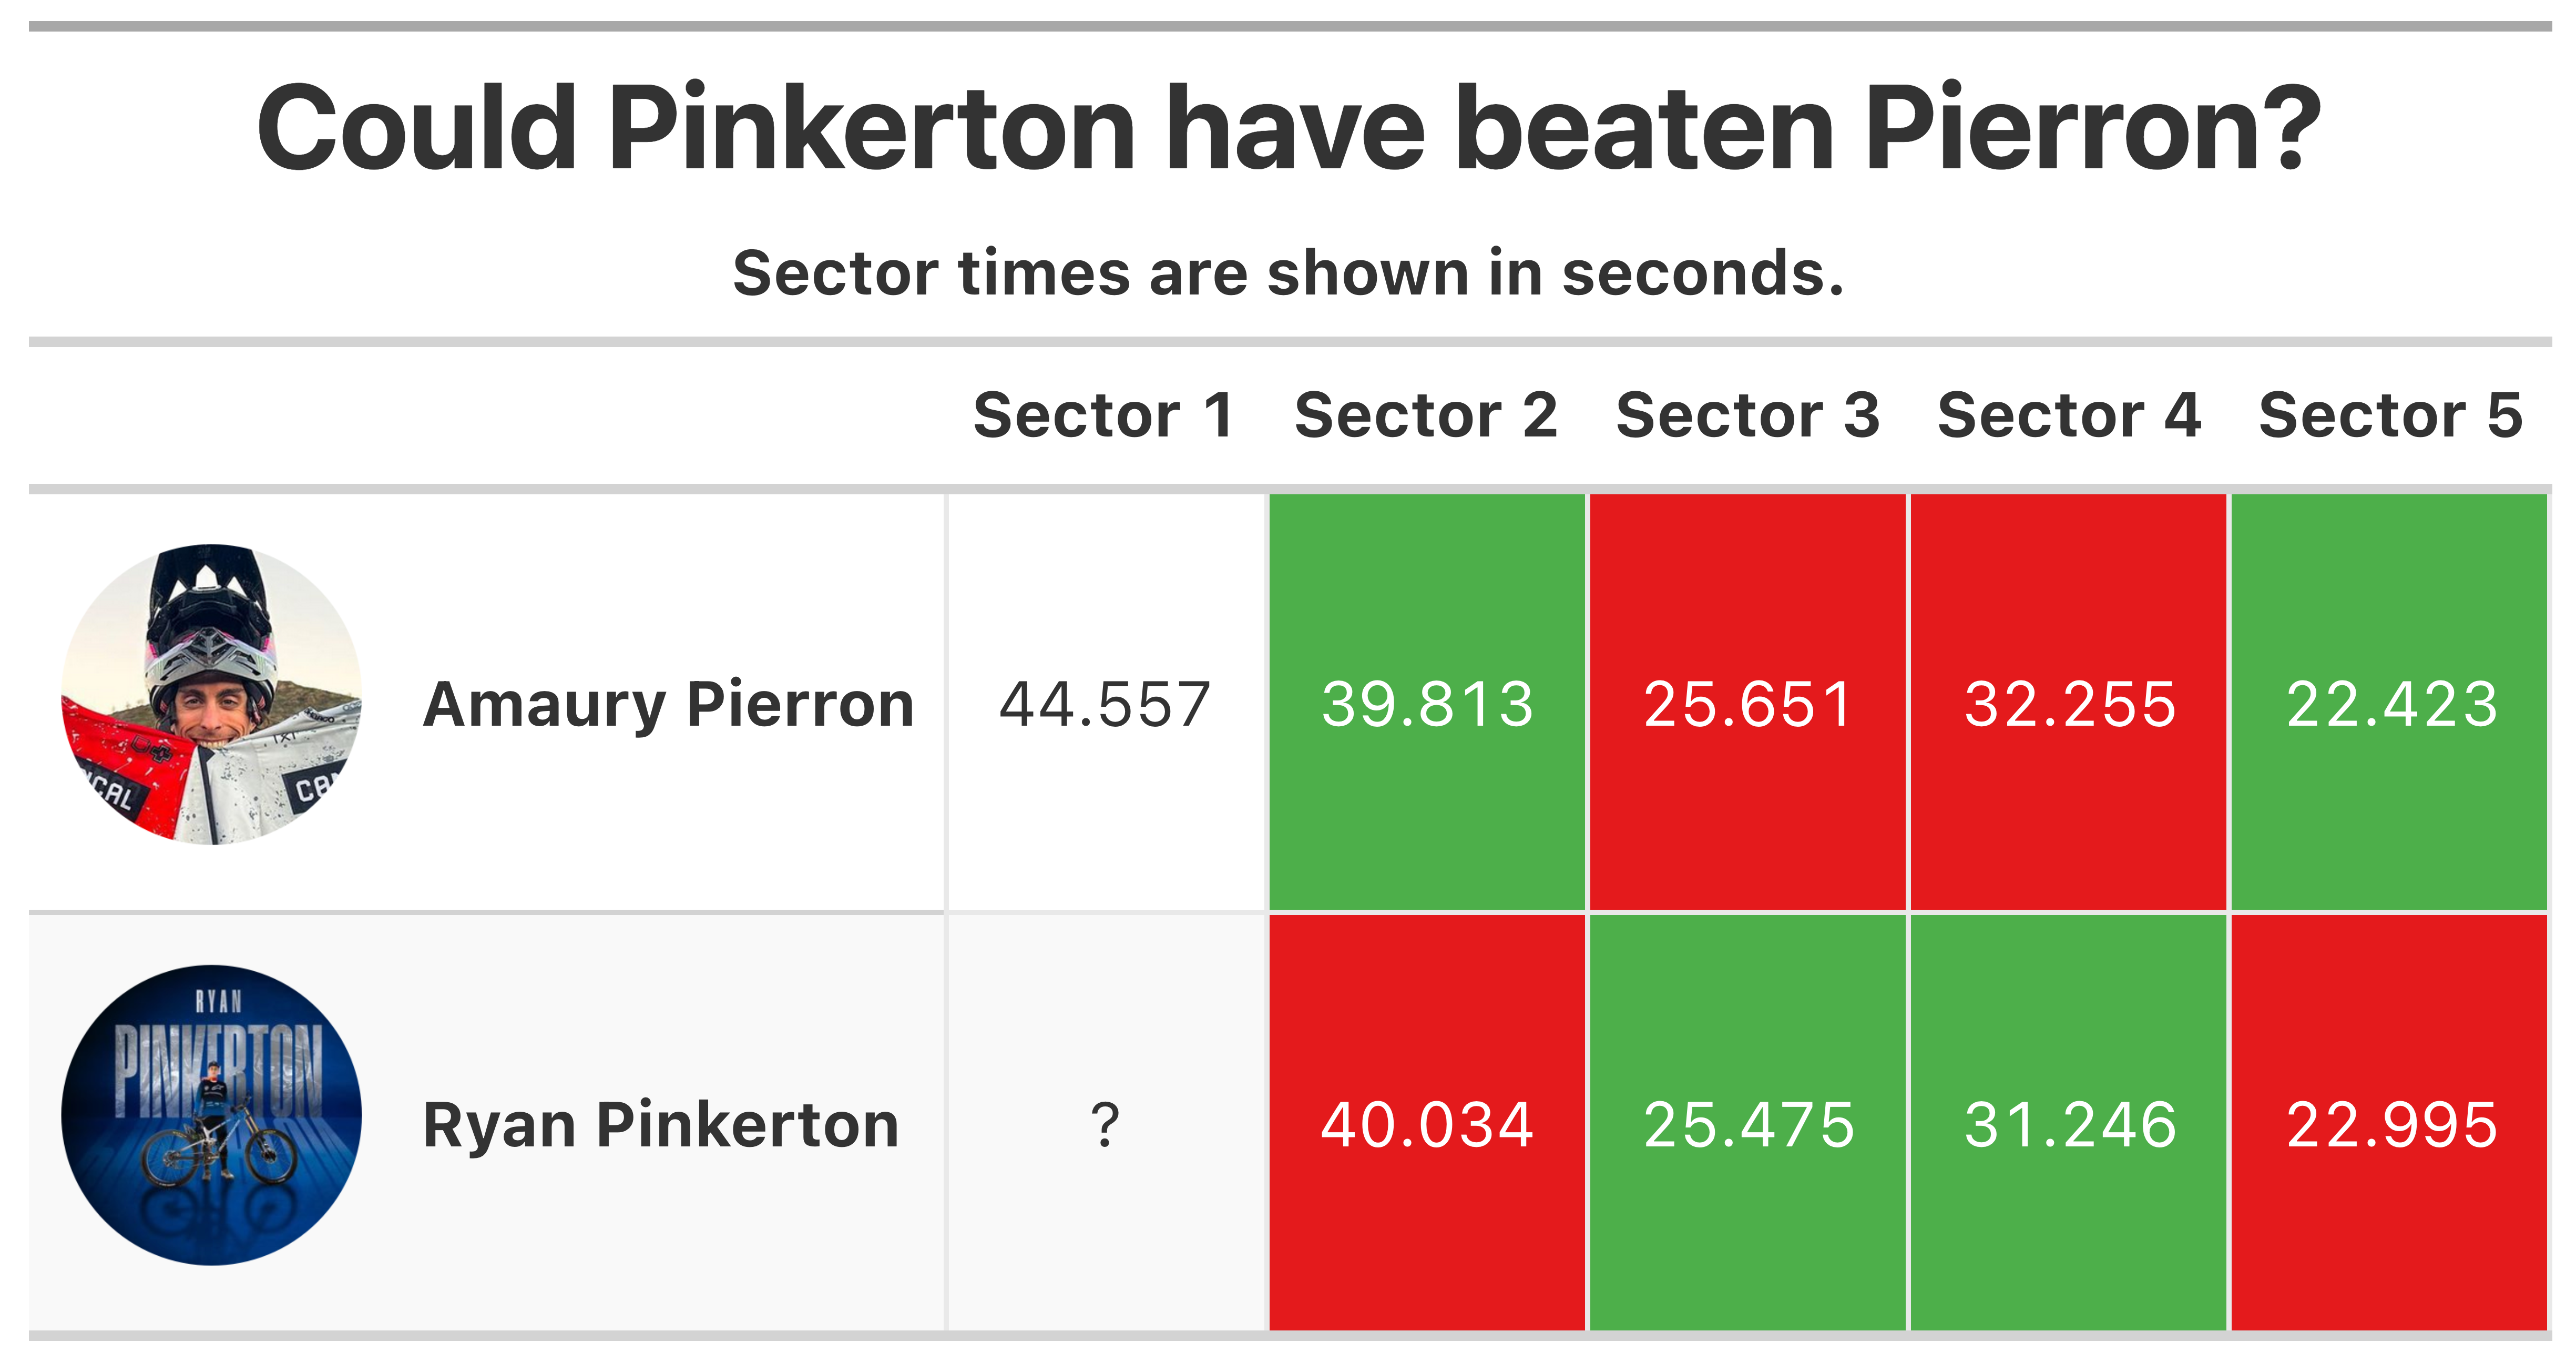 Could Pinkerton have beaten Pierron?
Sector times are shown in seconds.
Sector 1 Sector 2 Sector 3 Sector 4 Sector 5
Amaury Pierron 44.557 39.813 25.651 32.255 22.423
RYAN
PINKERTON
Ryan Pinkerton ? 40.034 25.475 31.246 22.995